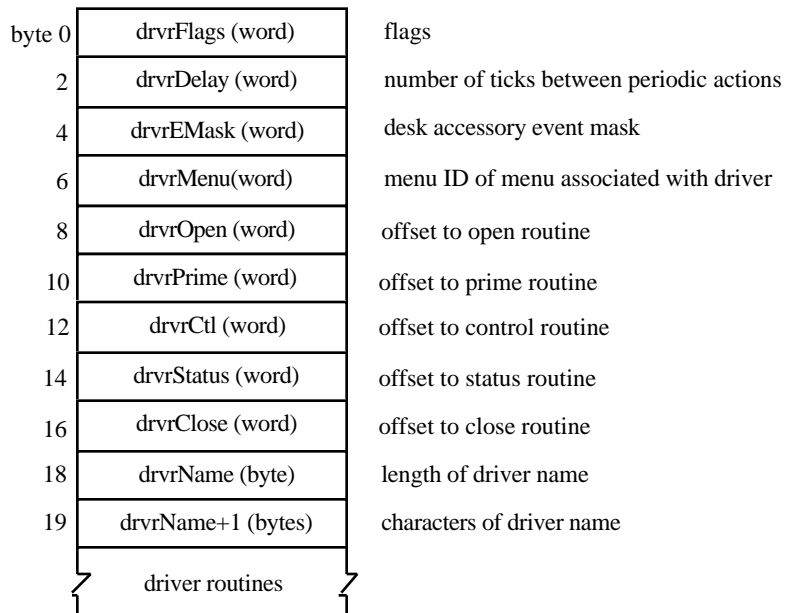 byte 0 drvrFlags (word) flags
2 drvrDelay (word) number of ticks between periodic actions
4 drvrEMask (word) desk accessory event mask
6 drvrMenu(word) menu ID of menu associated with driver
8 drvrOpen (word) offset to open routine
10 drvrPrime (word) offset to prime routine
12 drvrCtl (word) offset to control routine
14 drvrStatus (word) offset to status routine
16 drvrClose (word) offset to close routine
18 drvrName (byte) length of driver name
19 drvrName+1 (bytes) characters of driver name
driver routines